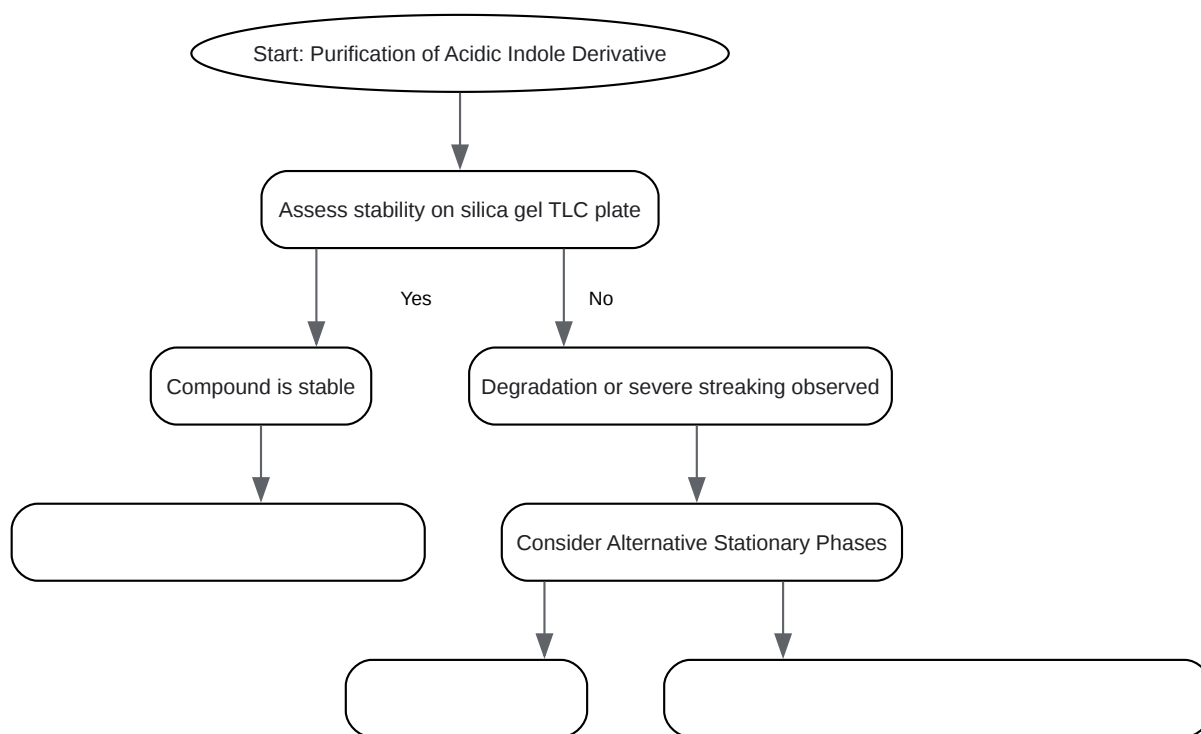 Start: Purification of Acidic Indole Derivative
Assess stability on silica gel TLC plate
Yes
No
Compound is stable
Degradation or severe streaking observed
Consider Alternative Stationary Phases